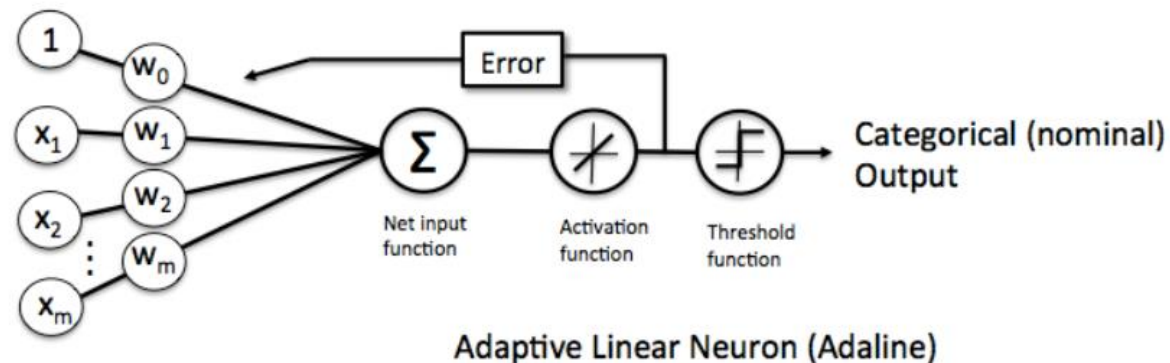 1
w0
Error
x1
w1
Σ
Categorical (nominal)
Output
x2
w2
Net input
function
Activation
function
Threshold
function
⋮
wm
xm
Adaptive Linear Neuron (Adaline)